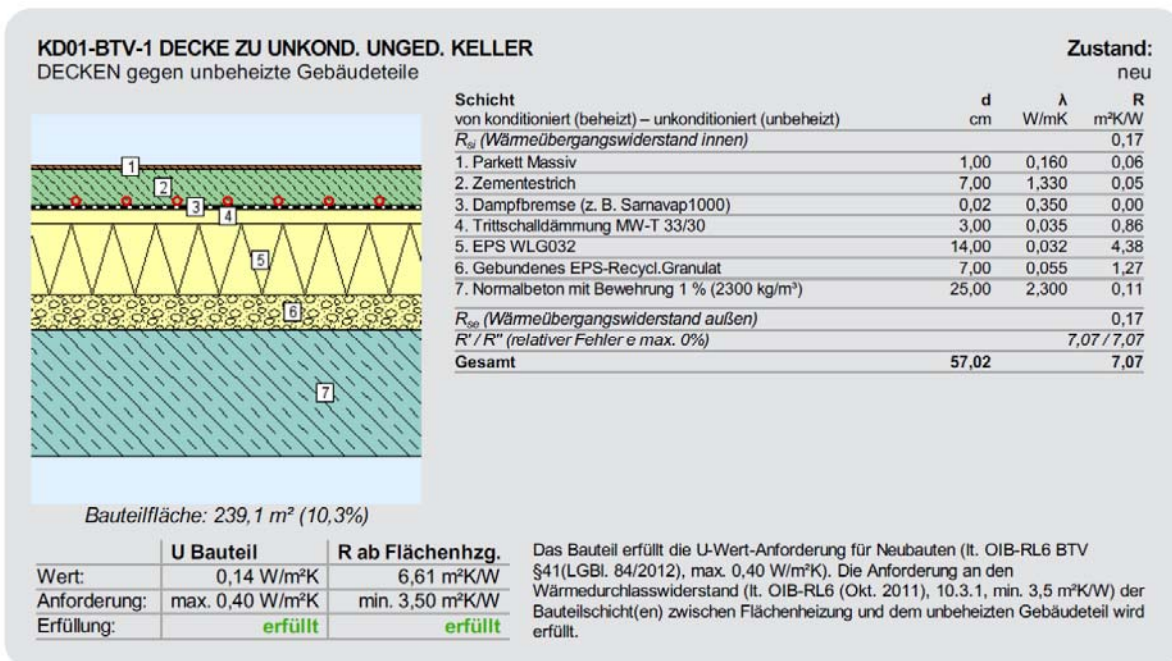 KD01-BTV-1 DECKE ZU UNKOND. UNGED. KELLER
DECKEN gegen unbeheizte Gebäudeteile
Zustand:
neu
1
2
3
4
5
6
7
Bauteilfläche: 239,1 m² (10,3%)
Schicht d λ R
von konditioniert (beheizt) – unkonditioniert (unbeheizt) cm W/mK m²K/W
Rsi (Wärmeübergangswiderstand innen) 0,17
1. Parkett Massiv 1,00 0,160 0,06
2. Zementestrich 7,00 1,330 0,05
3. Dampfbremse (z. B. Sarnavap1000) 0,02 0,350 0,00
4. Trittschalldämmung MW-T 33/30 3,00 0,035 0,86
5. EPS WLG032 14,00 0,032 4,38
6. Gebundenes EPS-Recycl.Granulat 7,00 0,055 1,27
7. Normalbeton mit Bewehrung 1 % (2300 kg/m³) 25,00 2,300 0,11
Rse (Wärmeübergangswiderstand außen) 0,17
R' / R" (relativer Fehler e max. 0%) 7,07 / 7,07
Gesamt 57,02 7,07
U Bauteil R ab Flächenhzg.
Wert: 0,14 W/m²K 6,61 m²K/W
Anforderung: max. 0,40 W/m²K min. 3,50 m²K/W
Erfüllung: erfüllt erfüllt
Das Bauteil erfüllt die U-Wert-Anforderung für Neubauten (lt. OIB-RL6 BTV
§41(LGBl. 84/2012), max. 0,40 W/m²K). Die Anforderung an den
Wärmedurchlasswiderstand (lt. OIB-RL6 (Okt. 2011), 10.3.1, min. 3,5 m²K/W) der
Bauteilschicht(en) zwischen Flächenheizung und dem unbeheizten Gebäudeteil wird
erfüllt.